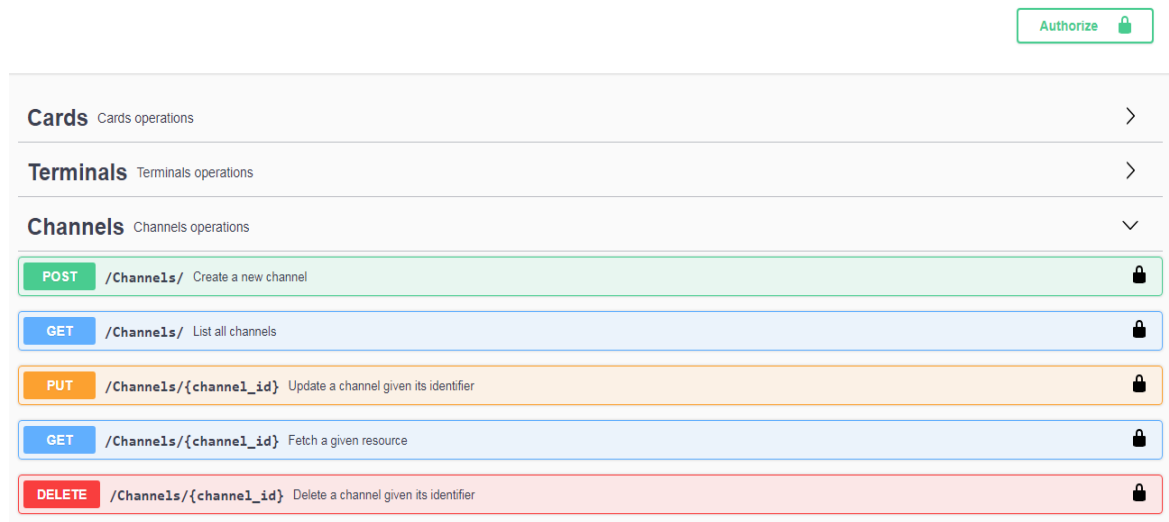 Authorize
Cards Cards operations
Terminals Terminals operations
Channels Channels operations
POST /Channels/ Create a new channel
GET /Channels/ List all channels
PUT /Channels/{channel_id} Update a channel given its identifier
GET /Channels/{channel_id} Fetch a given resource
DELETE /Channels/{channel_id} Delete a channel given its identifier